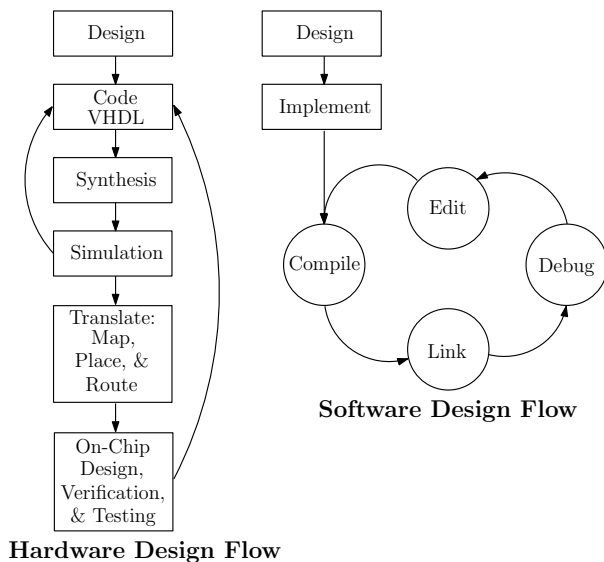 Design
Code
VHDL
Synthesis
Simulation
Translate:
Map,
Place, &
Route
On-Chip
Design,
Verification,
& Testing
Hardware Design Flow
Design
Implement
Compile
Edit
Debug
Link
Software Design Flow